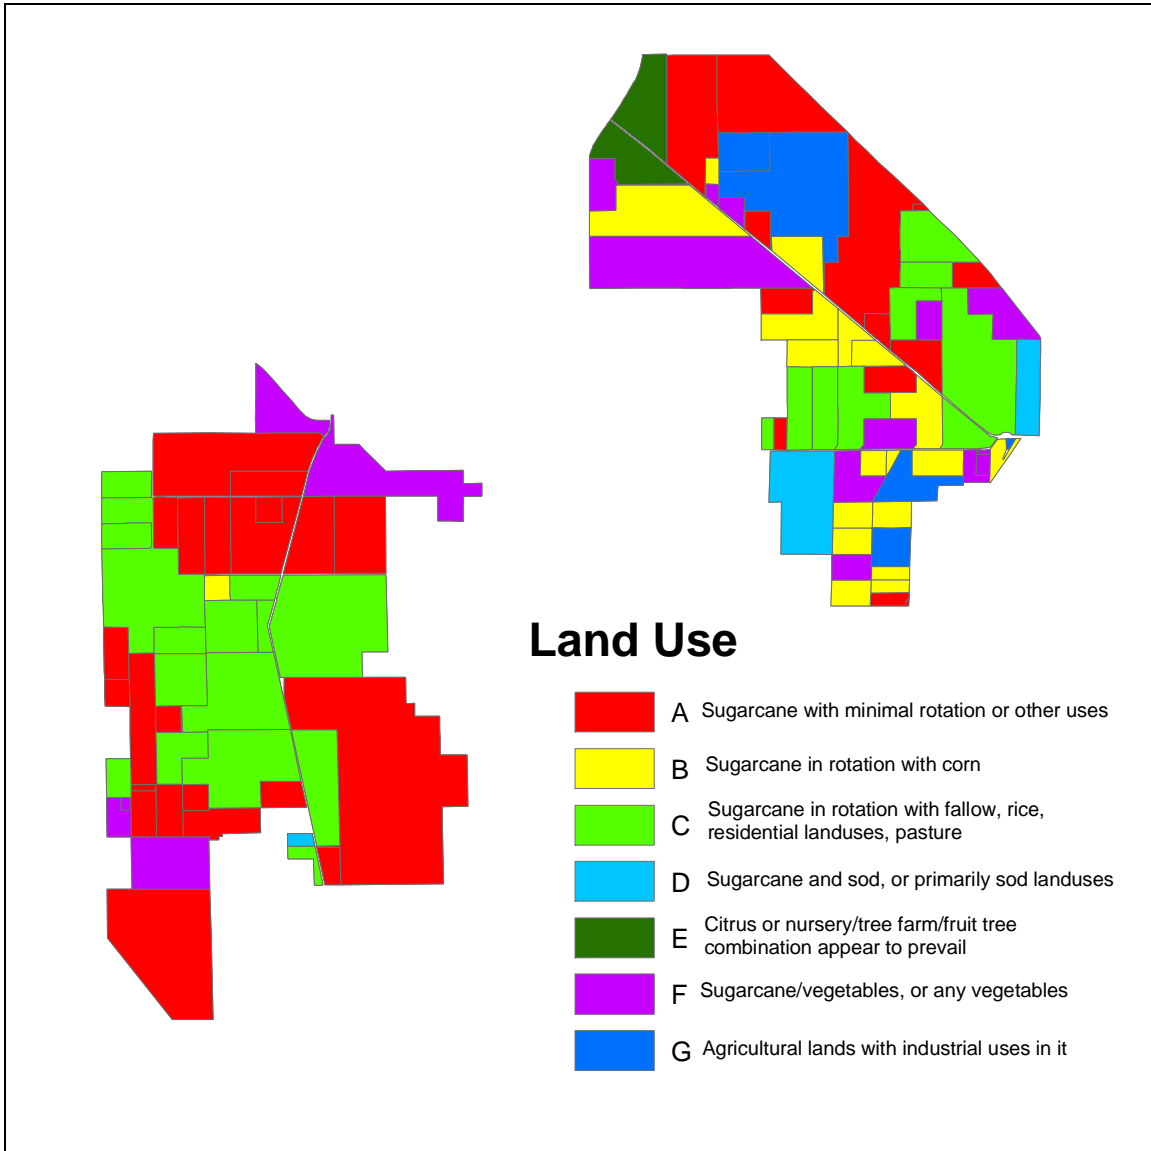 Land Use
A Sugarcane with minimal rotation or other uses
B Sugarcane in rotation with corn
C Sugarcane in rotation with fallow, rice,
residential landuses, pasture
D Sugarcane and sod, or primarily sod landuses
E Citrus or nursery/tree farm/fruit tree
combination appear to prevail
F Sugarcane/vegetables, or any vegetables
G Agricultural lands with industrial uses in it